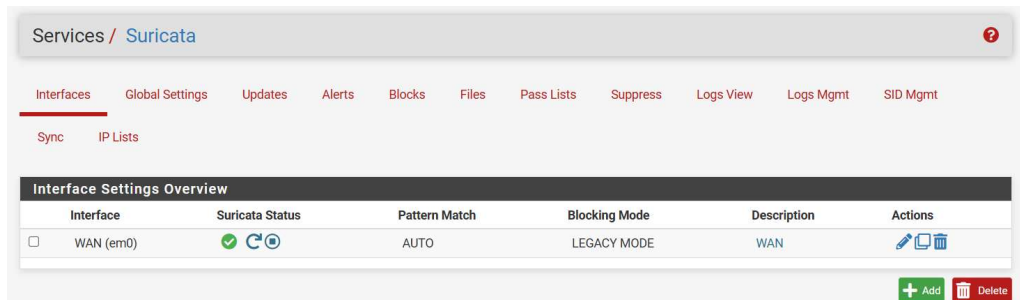 Services / Suricata
Interfaces Global Settings Updates Alerts Blocks Files Pass Lists Suppress Logs View Logs Mgmt SID Mgmt
Sync IP Lists
Interface Settings Overview
Interface Suricata Status Pattern Match Blocking Mode Description Actions
WAN (em0) AUTO LEGACY MODE WAN
Add Delete